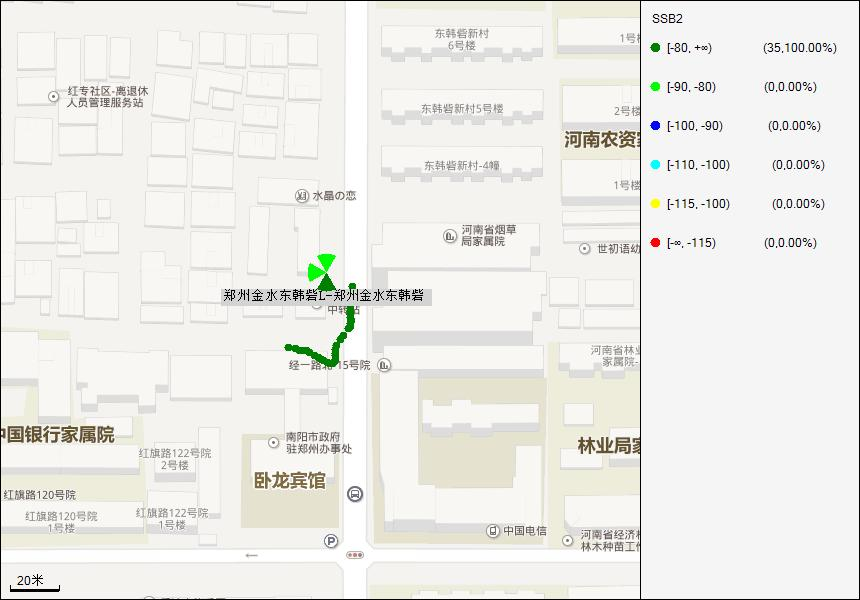 东韩砦新村
6号楼
1号楼
红专社区-离退休
人员管理服务站
东韩砦新村5号楼
2号楼
河南农资
东韩砦新村-4幢
1号楼
水晶の恋
河南省烟草
局家属院
世初语幼
郑州金水东韩砦L-郑州金水东韩砦
中转站
经一路北-15号院
河南省林业
家属院-
中国银行家属院
南阳市政府
驻郑州办事处
林业局家
红旗路122号院
2号楼
卧龙宾馆
红旗路120号院
红旗路120号院
1号楼
红旗路122号院
1号楼
中国电信
河南省经济林
林木种苗工作
P
20米
SSB2
[-80, +∞) (35,100.00%)
[-90, -80) (0,0.00%)
[-100, -90) (0,0.00%)
[-110, -100) (0,0.00%)
[-115, -100) (0,0.00%)
[-∞, -115) (0,0.00%)